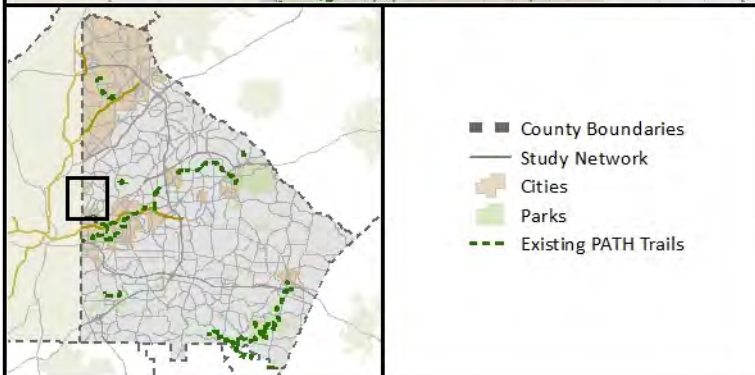 County Boundaries
Study Network
Cities
Parks
Existing PATH Trails